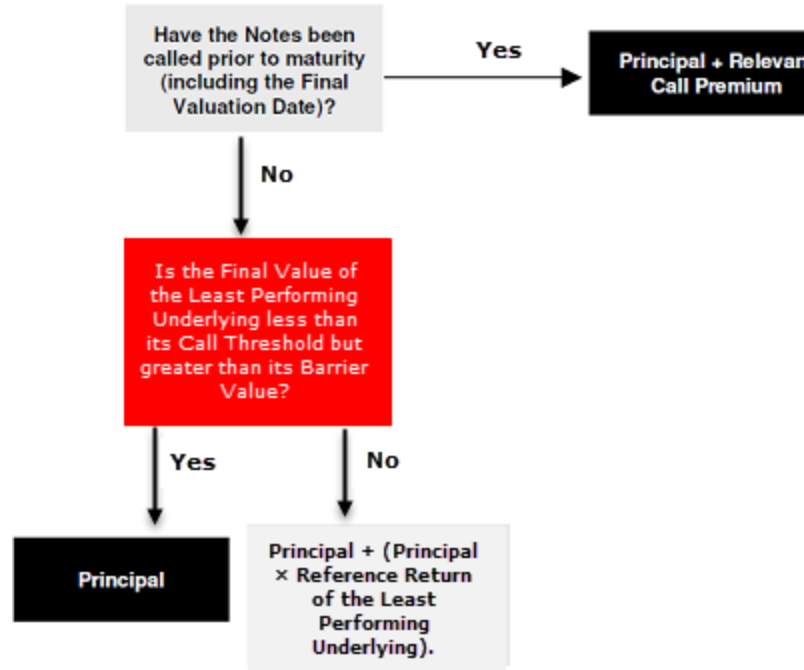 Have the Notes been
called prior to maturity
(including the Final
Valuation Date)?
Yes
Principal + Relevan
Call Premium
No
Is the Final Value of
the Least Performing
Underlying less than
its Call Threshold but
greater than its Barrier
Value?
Yes
No
Principal
Principal + (Principal
× Reference Return
of the Least
Performing
Underlying).